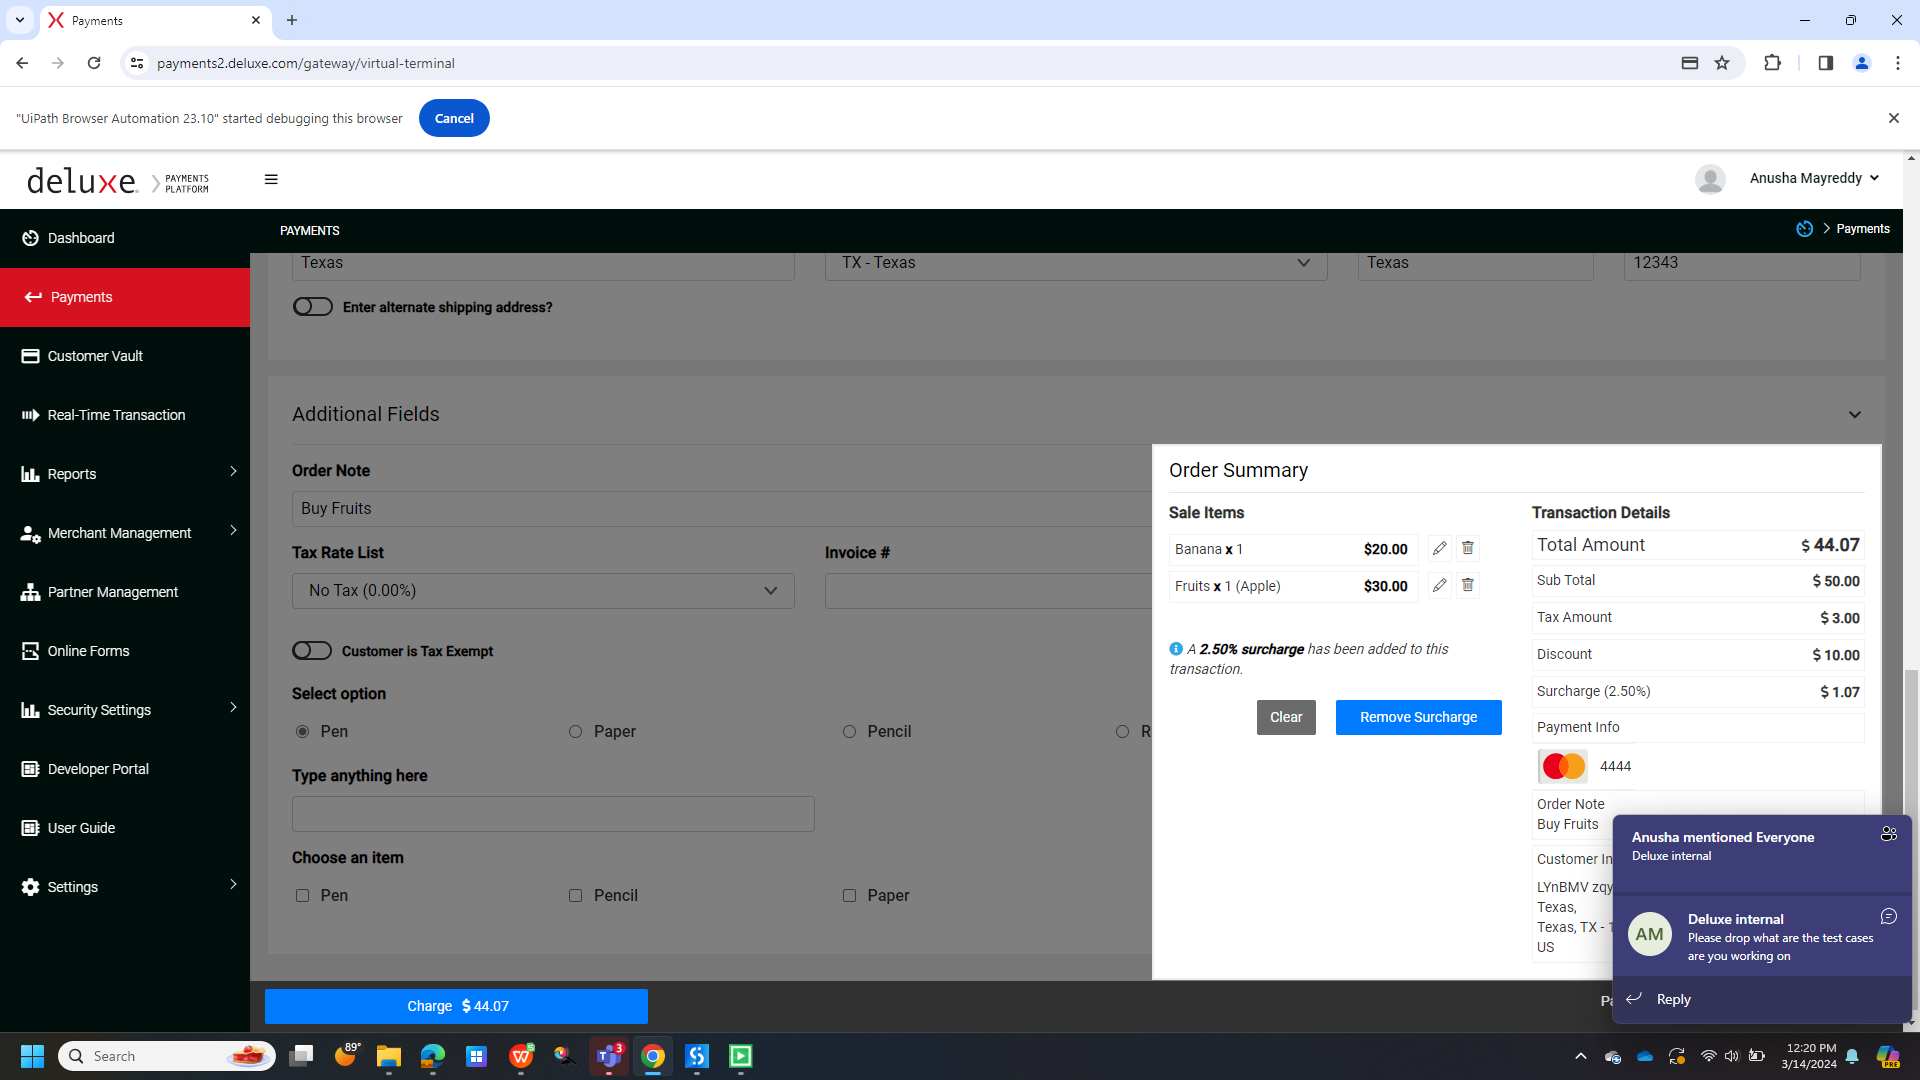 Payments
payments2.deluxe.com/gateway/virtual-terminal
"UiPath Browser Automation 23.10" started debugging this browser
Cancel
deluxe. PAYMENTS PLATFORM
Anusha Mayreddy
Dashboard
Payments
Customer Vault
Real-Time Transaction
Reports
Merchant Management
Partner Management
Online Forms
Security Settings
Developer Portal
User Guide
Settings
PAYMENTS
Payments
Texas
TX - Texas
Texas
12343
Enter alternate shipping address?
Additional Fields
Order Note
Buy Fruits
Tax Rate List
Invoice #
No Tax (0.00%)
Customer is Tax Exempt
Select option
Pen
Paper
Pencil
R
Type anything here
Choose an item
Pen
Pencil
Paper
Order Summary
Sale Items
Banana x 1 $20.00
Fruits x 1 (Apple) $30.00
A 2.50% surcharge has been added to this
transaction.
Clear
Remove Surcharge
Transaction Details
Total Amount $ 44.07
Sub Total $ 50.00
Tax Amount $ 3.00
Discount $ 10.00
Surcharge (2.50%) $ 1.07
Payment Info
4444
Order Note
Buy Fruits
Customer In
LYnBMV zqy
Texas,
Texas, TX -
US
Charge $ 44.07
Pa
Anusha mentioned Everyone
Deluxe internal
AM
Deluxe internal
Please drop what are the test cases
are you working on
Reply
Search
89°
3
12:20 PM
3/14/2024
PRE